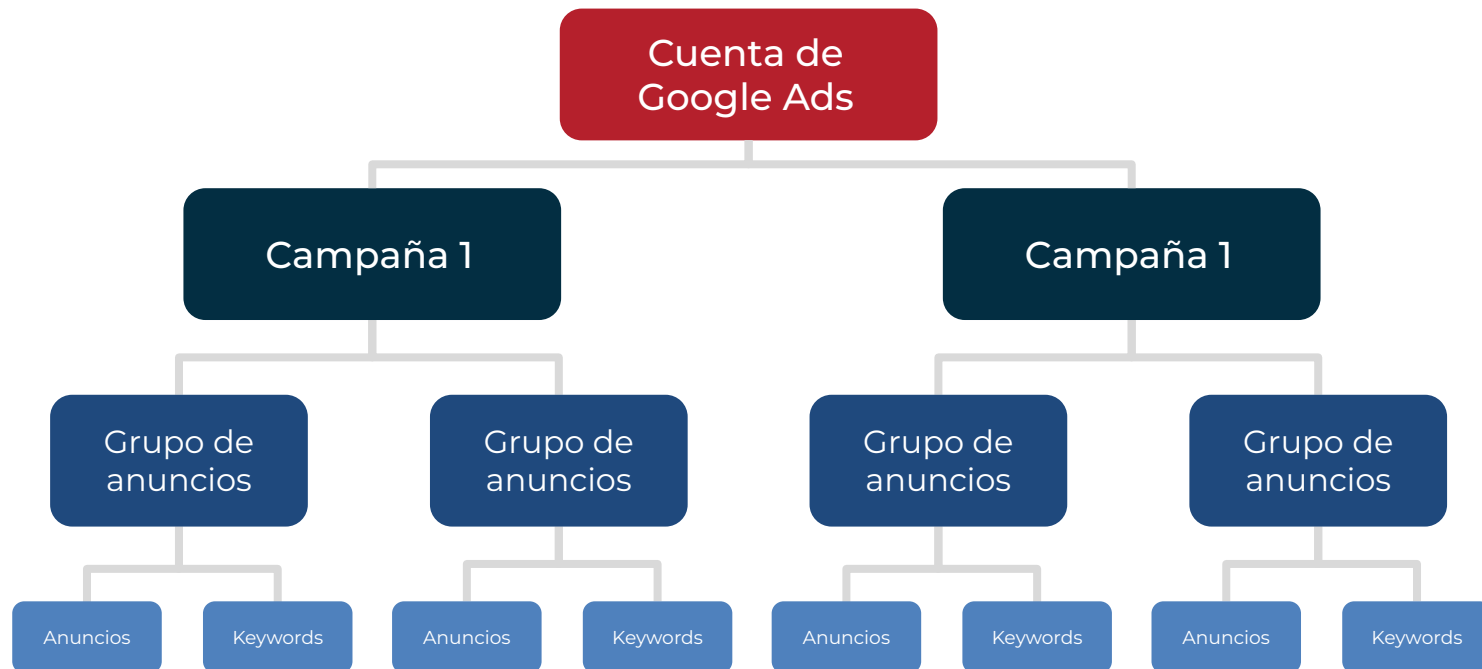 Cuenta de
Google Ads
Campaña 1
Campaña 1
Grupo de
anuncios
Grupo de
anuncios
Grupo de
anuncios
Grupo de
anuncios
Anuncios
Keywords
Anuncios
Keywords
Anuncios
Keywords
Anuncios
Keywords